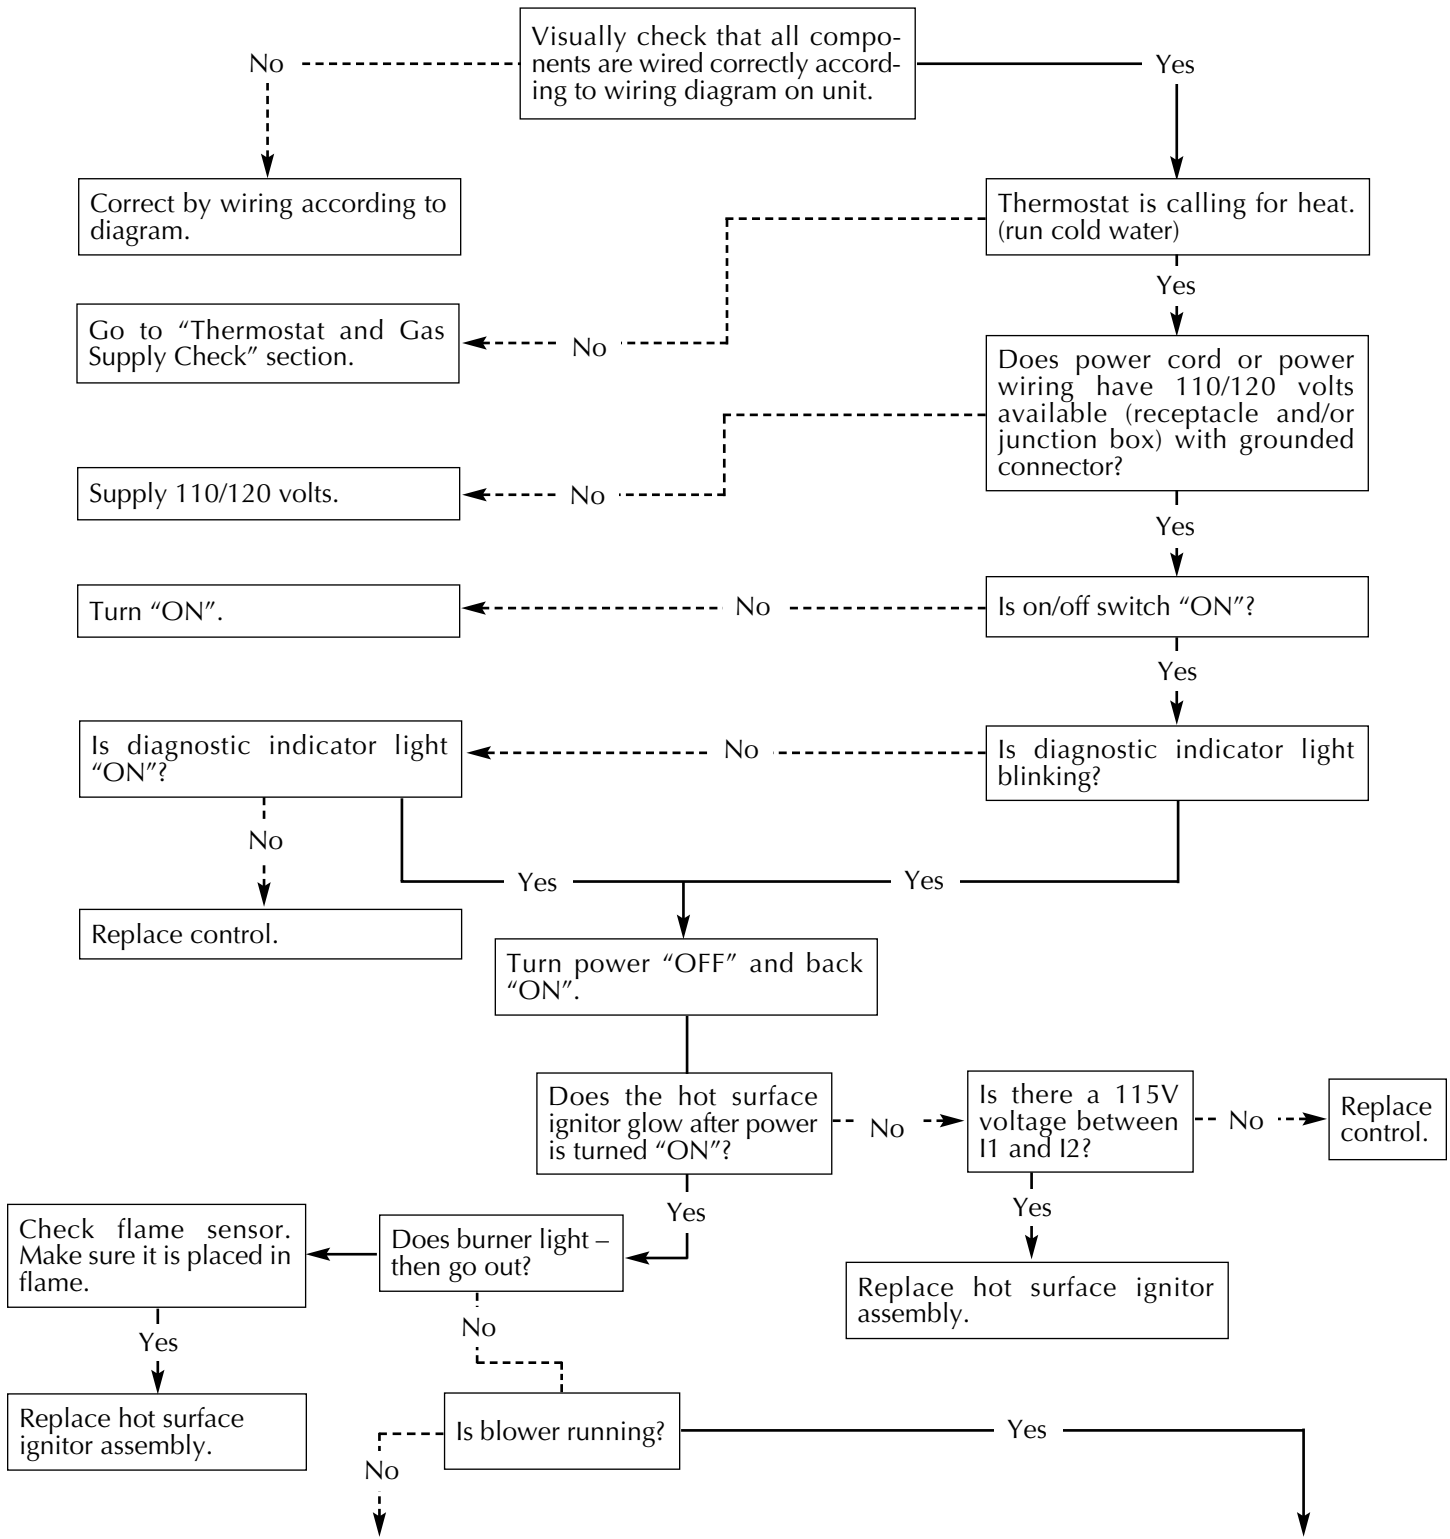 Visually check that all compo-
nents are wired correctly accord-
ing to wiring diagram on unit.
No
Yes
Correct by wiring according to
diagram.
Thermostat is calling for heat.
(run cold water)
Yes
Go to “Thermostat and Gas
Supply Check” section.
No
Does power cord or power
wiring have 110/120 volts
available (receptacle and/or
junction box) with grounded
connector?
Supply 110/120 volts.
No
Yes
Turn “ON”.
No
Is on/off switch “ON”?
Yes
Is diagnostic indicator light
“ON”?
No
Is diagnostic indicator light
blinking?
No
Yes
Yes
Replace control.
Turn power “OFF” and back
“ON”.
Does the hot surface
ignitor glow after power
is turned “ON”?
No
Is there a 115V
voltage between
I1 and I2?
No
Replace
control.
Yes
Yes
Check flame sensor.
Make sure it is placed in
flame.
Does burner light –
then go out?
Replace hot surface ignitor
assembly.
Yes
No
Replace hot surface
ignitor assembly.
Is blower running?
Yes
No